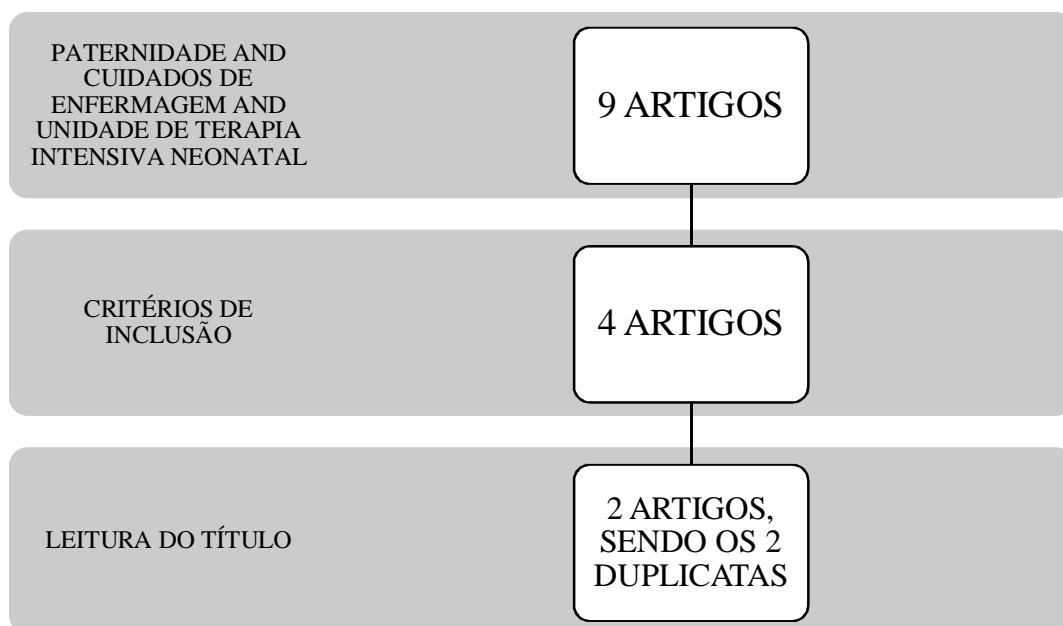 PATERNIDADE AND
CUIDADOS DE
ENFERMAGEM AND
UNIDADE DE TERAPIA
INTENSIVA NEONATAL
9 ARTIGOS
CRITÉRIOS DE
INCLUSÃO
4 ARTIGOS
LEITURA DO TÍTULO
2 ARTIGOS,
SENDO OS 2
DUPLICATAS